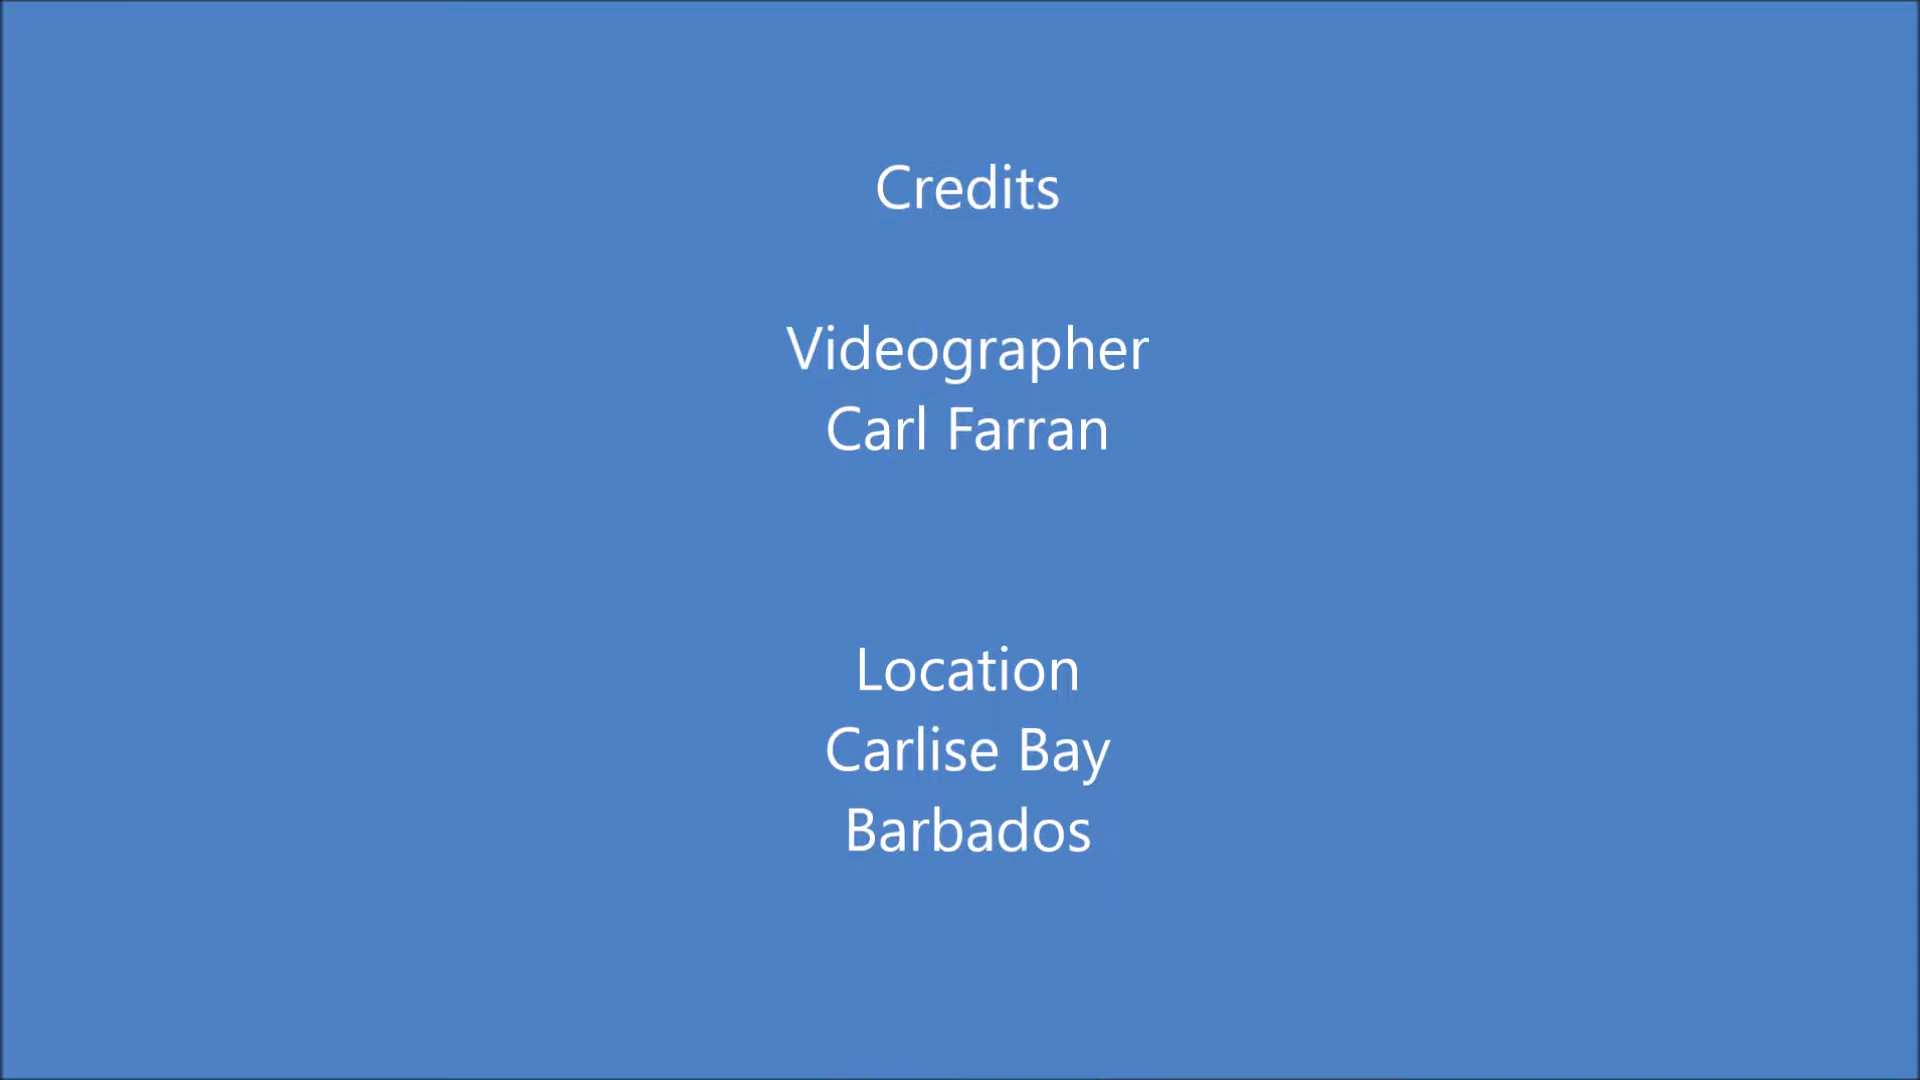 Credits
Videographer
Carl Farran
Location
Carlise Bay
Barbados